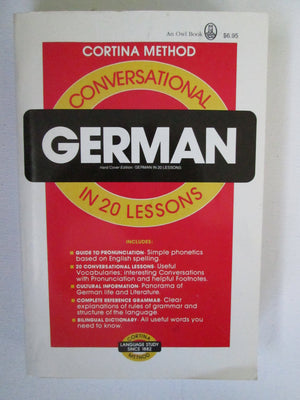 An Owl Book
$6.95
CORTINA METHOD
CONVERSATIONAL
GERMAN
Hard Cover Edition: GERMAN IN 20 LESSONS
IN 20 LESSONS
INCLUDES:
GUIDE TO PRONUNCIATION: Simple phonetics
based on English spelling.
20 CONVERSATIONAL LESSONS: Useful
Vocabularies; interesting Conversations
with Pronunciation and helpful Footnotes.
CULTURAL INFORMATION: Panorama of
German life and Literature.
COMPLETE REFERENCE GRAMMAR: Clear
explanations of rules of grammar and
structure of the language.
BILINGUAL DICTIONARY: All useful words you
need to know.
CORTINA
LANGUAGE STUDY
SINCE 1882
METHOD